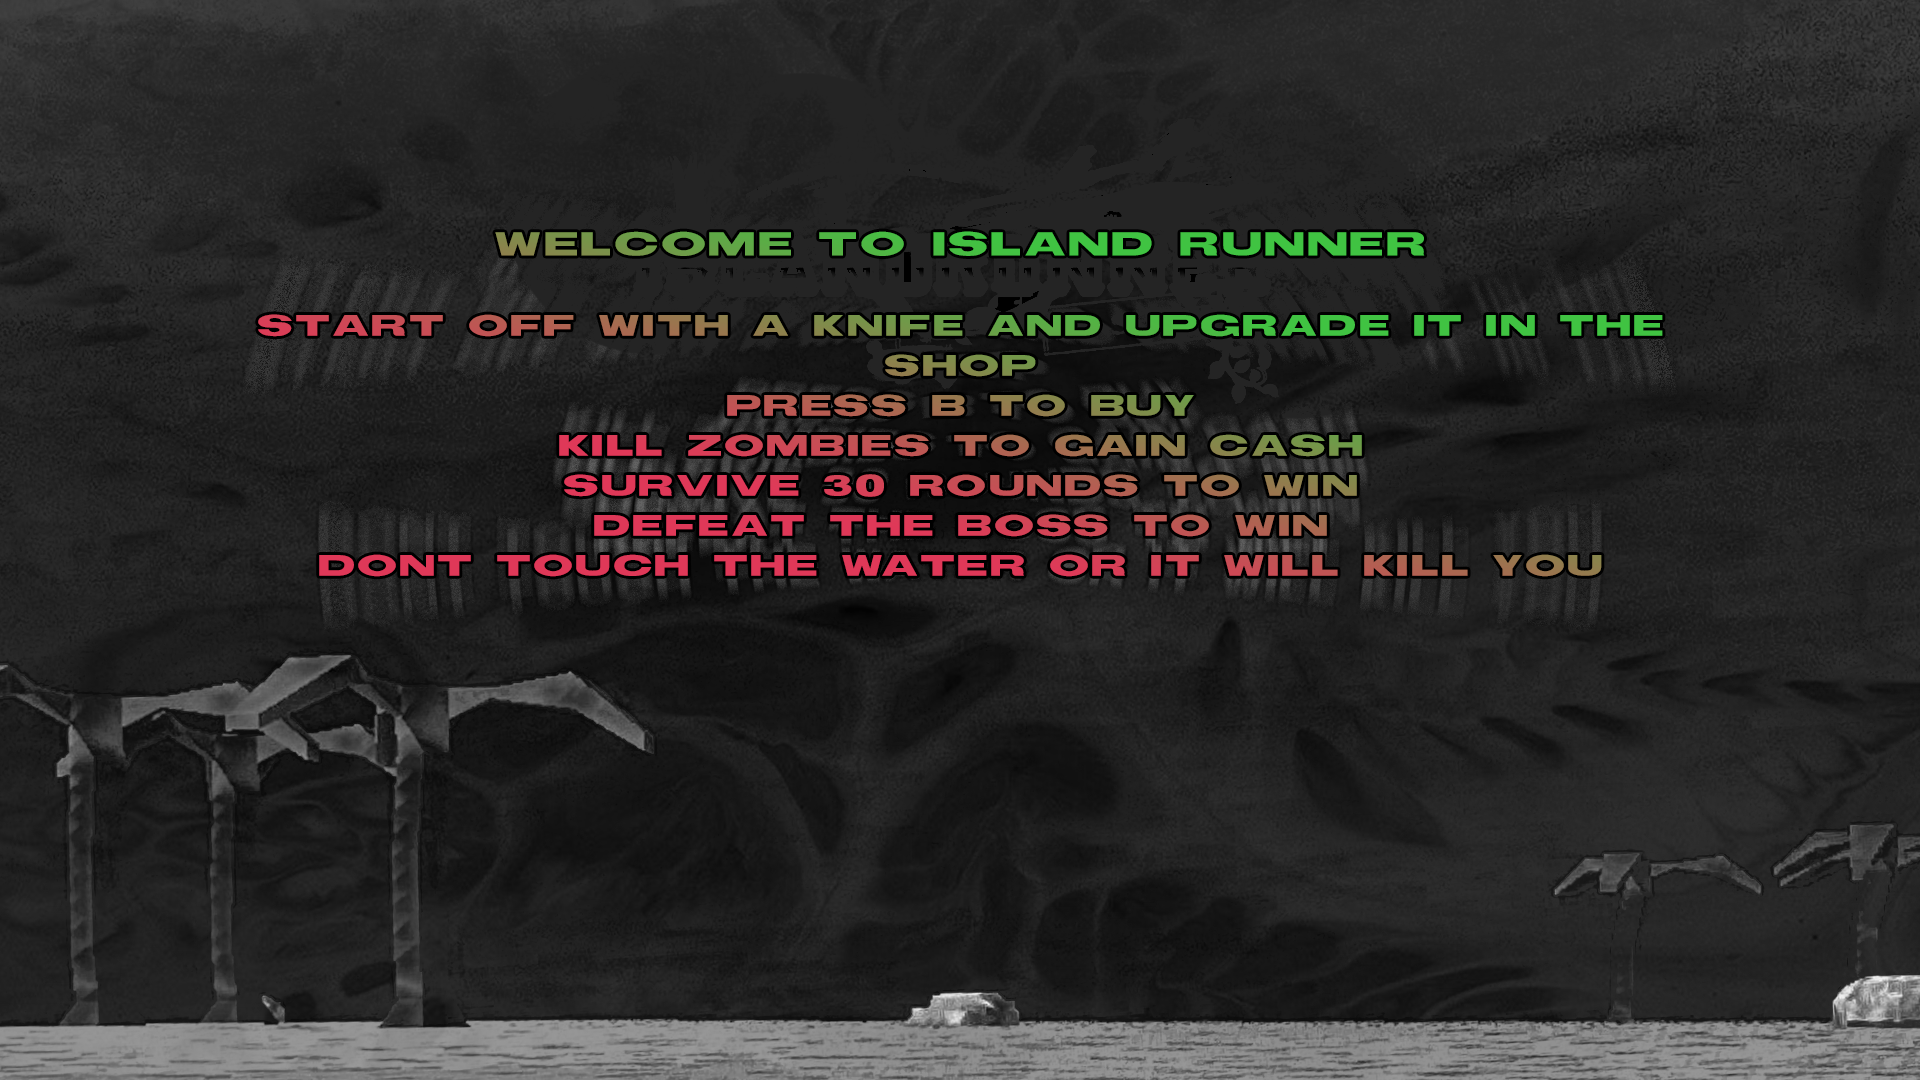 WELCOME TO ISLAND RUNNER
START OFF WITH A KNIFE AND UPGRADE IT IN THE
SHOP
PRESS B TO BUY
KILL ZOMBIES TO GAIN CASH
SURVIVE 30 ROUNDS TO WIN
DEFEAT THE BOSS TO WIN
DONT TOUCH THE WATER OR IT WILL KILL YOU